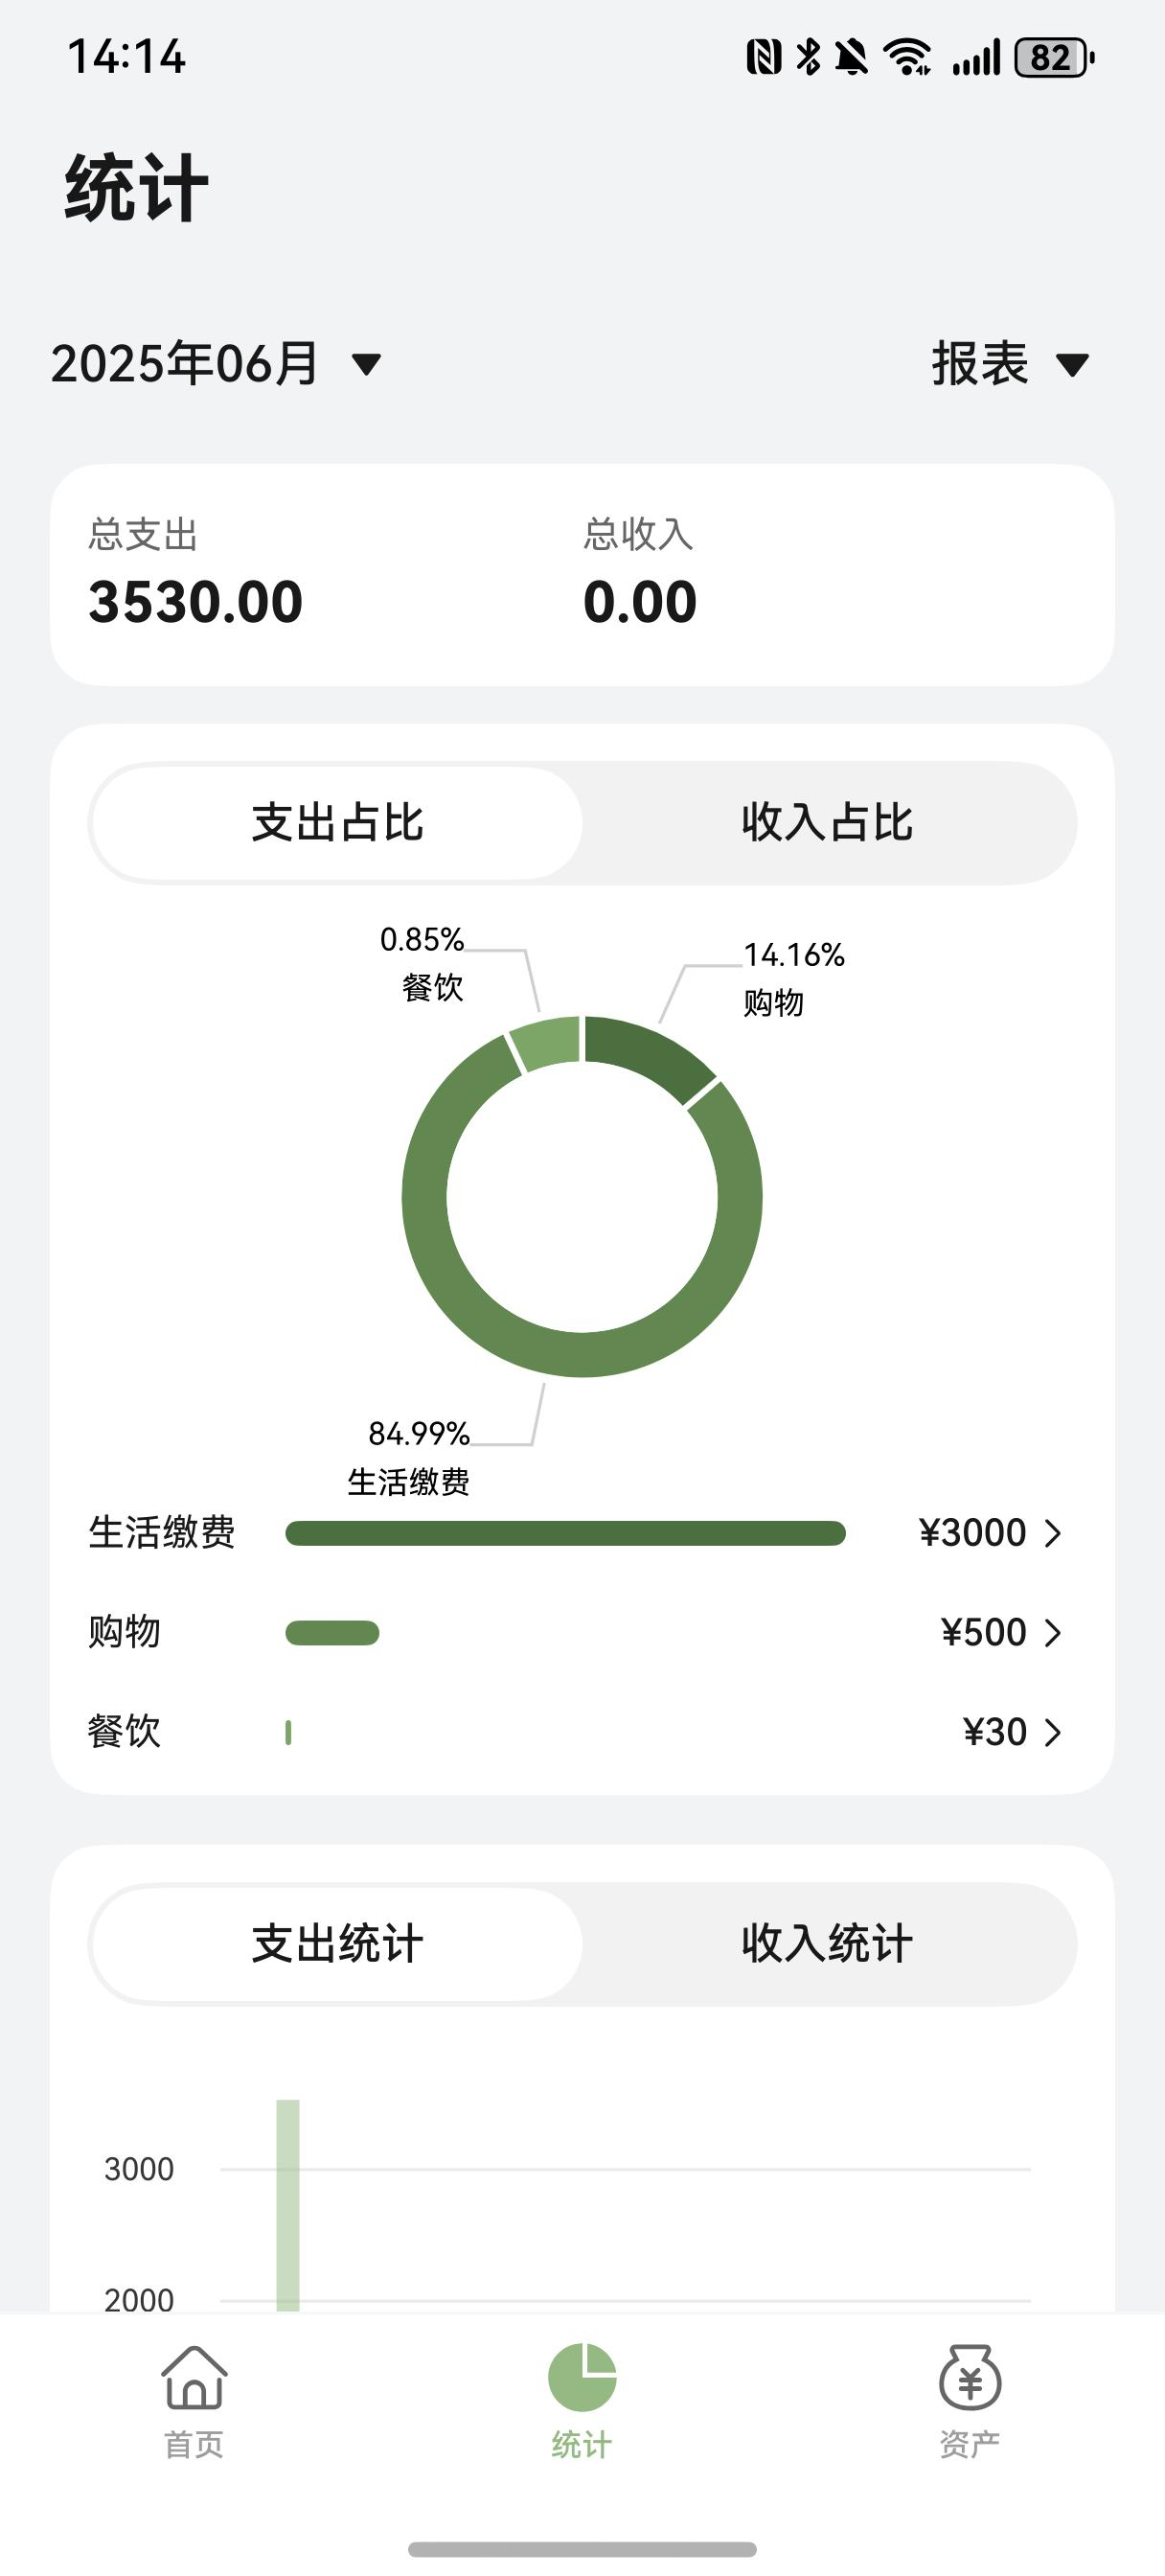 14:14
82
统计
2025年06月
报表
总支出
总收入
3530.00
0.00
支出占比
收入占比
0.85%
餐饮
14.16%
购物
84.99%
生活缴费
生活缴费
¥3000
购物
¥500
餐饮
¥30
支出统计
收入统计
3000
2000
首页
统计
资产